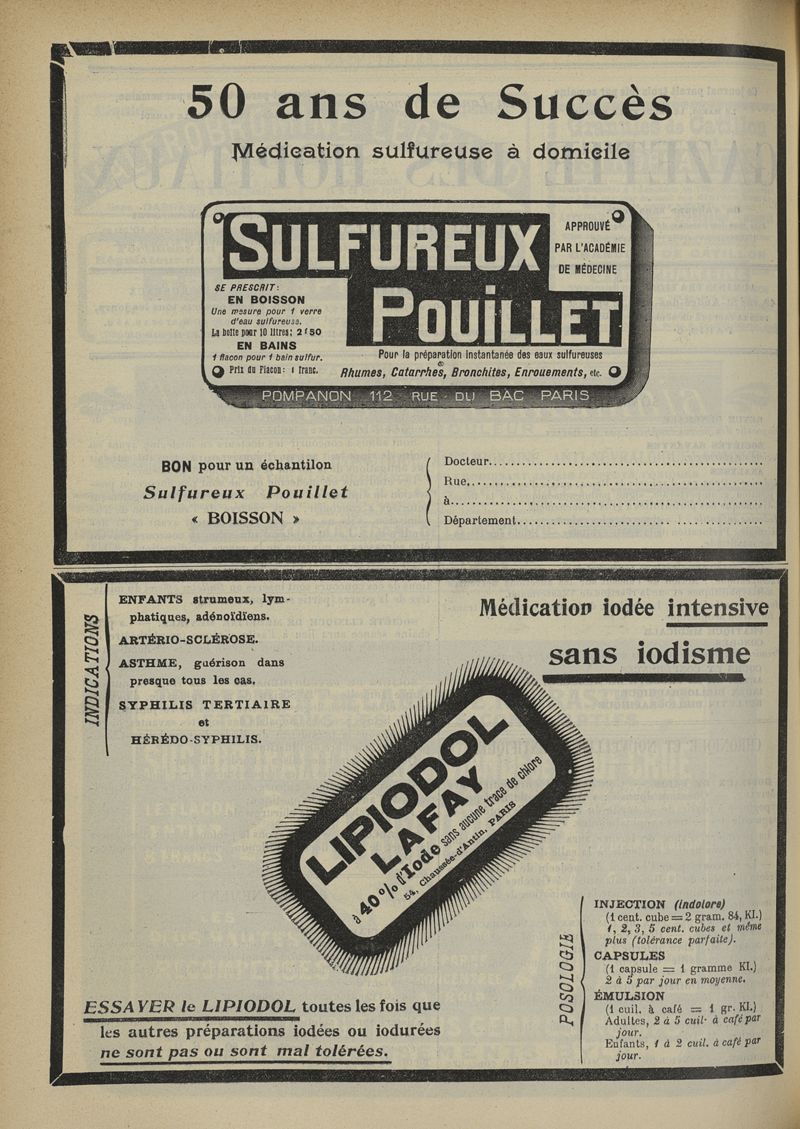 50 ans de Succès
Médication sulfureuse à domicile
SULFUREUX
POUILLET
APPROUVÉ
PAR L'ACADÉMIE
DE MÉDECINE
SE PRESCRIT:
EN BOISSON
Une mesure pour 1 verre
d'eau sulfureuse.
La boîte pour 10 litres: 2 f 50
EN BAINS
1 flacon pour 1 bain sulfur.
Prix du Flacon: 1 franc.
Pour la préparation instantanée des eaux sulfureuses
Rhumes, Catarrhes, Bronchites, Enrouements, etc.
POMPANON 112 RUE DU BAC PARIS
BON pour un échantilon
Sulfureux Pouillet
« BOISSON »
Docteur
Rue
à
Département
INDICATIONS
ENFANTS strumeux, lym-
phatiques, adénoïdïens.
ARTÉRIO-SCLÉROSE.
ASTHME, guérison dans
presque tous les cas.
SYPHILIS TERTIAIRE
et
HÉRÉDO-SYPHILIS.
Médication iodée intensive
sans iodisme
LIPIODOL
LAFAY
à 40% d'Iode sans aucune trace de chlore
54, Chaussée-d'Antin, PARIS
ESSAYER le LIPIODOL toutes les fois que
les autres préparations iodées ou iodurées
ne sont pas ou sont mal tolérées.
POSOLOGIE
INJECTION (indolore)
(1 cent. cube = 2 gram. 84, KI.)
1, 2, 3, 5 cent. cubes et même
plus (tolérance parfaite).
CAPSULES
(1 capsule = 1 gramme KI.)
2 à 5 par jour en moyenne.
ÉMULSION
(1 cuil. à café = 1 gr. KI.)
Adultes, 2 à 5 cuil· à café par
jour.
Enfants, 1 à 2 cuil. à café par
jour.